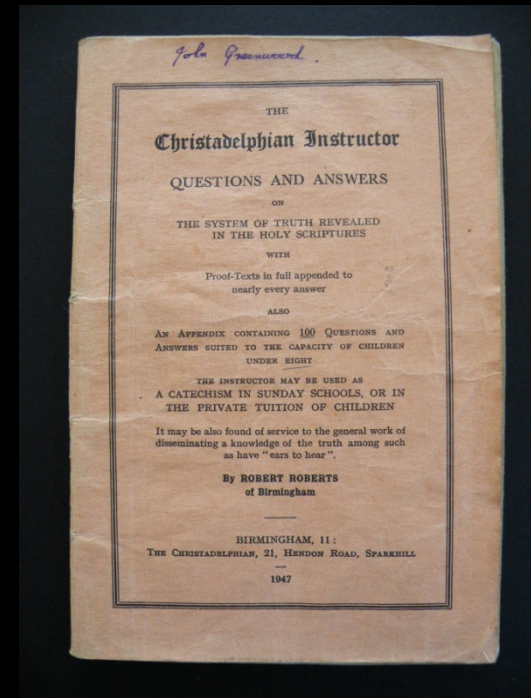 John Greenwood.
THE
Christadelphian Instructor
QUESTIONS AND ANSWERS
ON
THE SYSTEM OF TRUTH REVEALED
IN THE HOLY SCRIPTURES
WITH
Proof-Texts in full appended to
nearly every answer
ALSO
AN APPENDIX CONTAINING 100 QUESTIONS AND
ANSWERS SUITED TO THE CAPACITY OF CHILDREN
UNDER EIGHT
THE INSTRUCTOR MAY BE USED AS
A CATECHISM IN SUNDAY SCHOOLS, OR IN
THE PRIVATE TUITION OF CHILDREN
It may be also found of service to the general work of
disseminating a knowledge of the truth among such
as have "ears to hear".
By ROBERT ROBERTS
of Birmingham
BIRMINGHAM, 11:
THE CHRISTADELPHIAN, 21, HENDON ROAD, SPARKHILL
1947